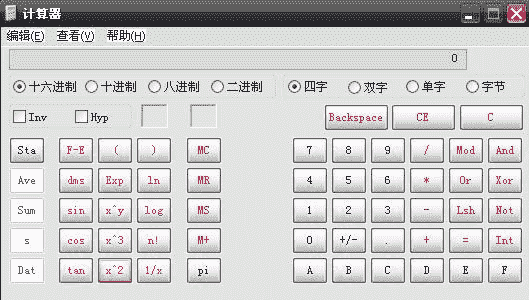 计算器
编辑(E) 查看(V) 帮助(H)
0
十六进制 十进制 八进制 二进制 四字 双字 单字 字节
Inv Hyp Backspace CE C
Sta F-E ( ) MC 7 8 9 / Mod And
Ave dms Exp ln MR 4 5 6 * Or Xor
Sum sin x^y log MS 1 2 3 - Lsh Not
s cos x^3 n! M+ 0 +/- . + = Int
Dat tan x^2 1/x pi A B C D E F